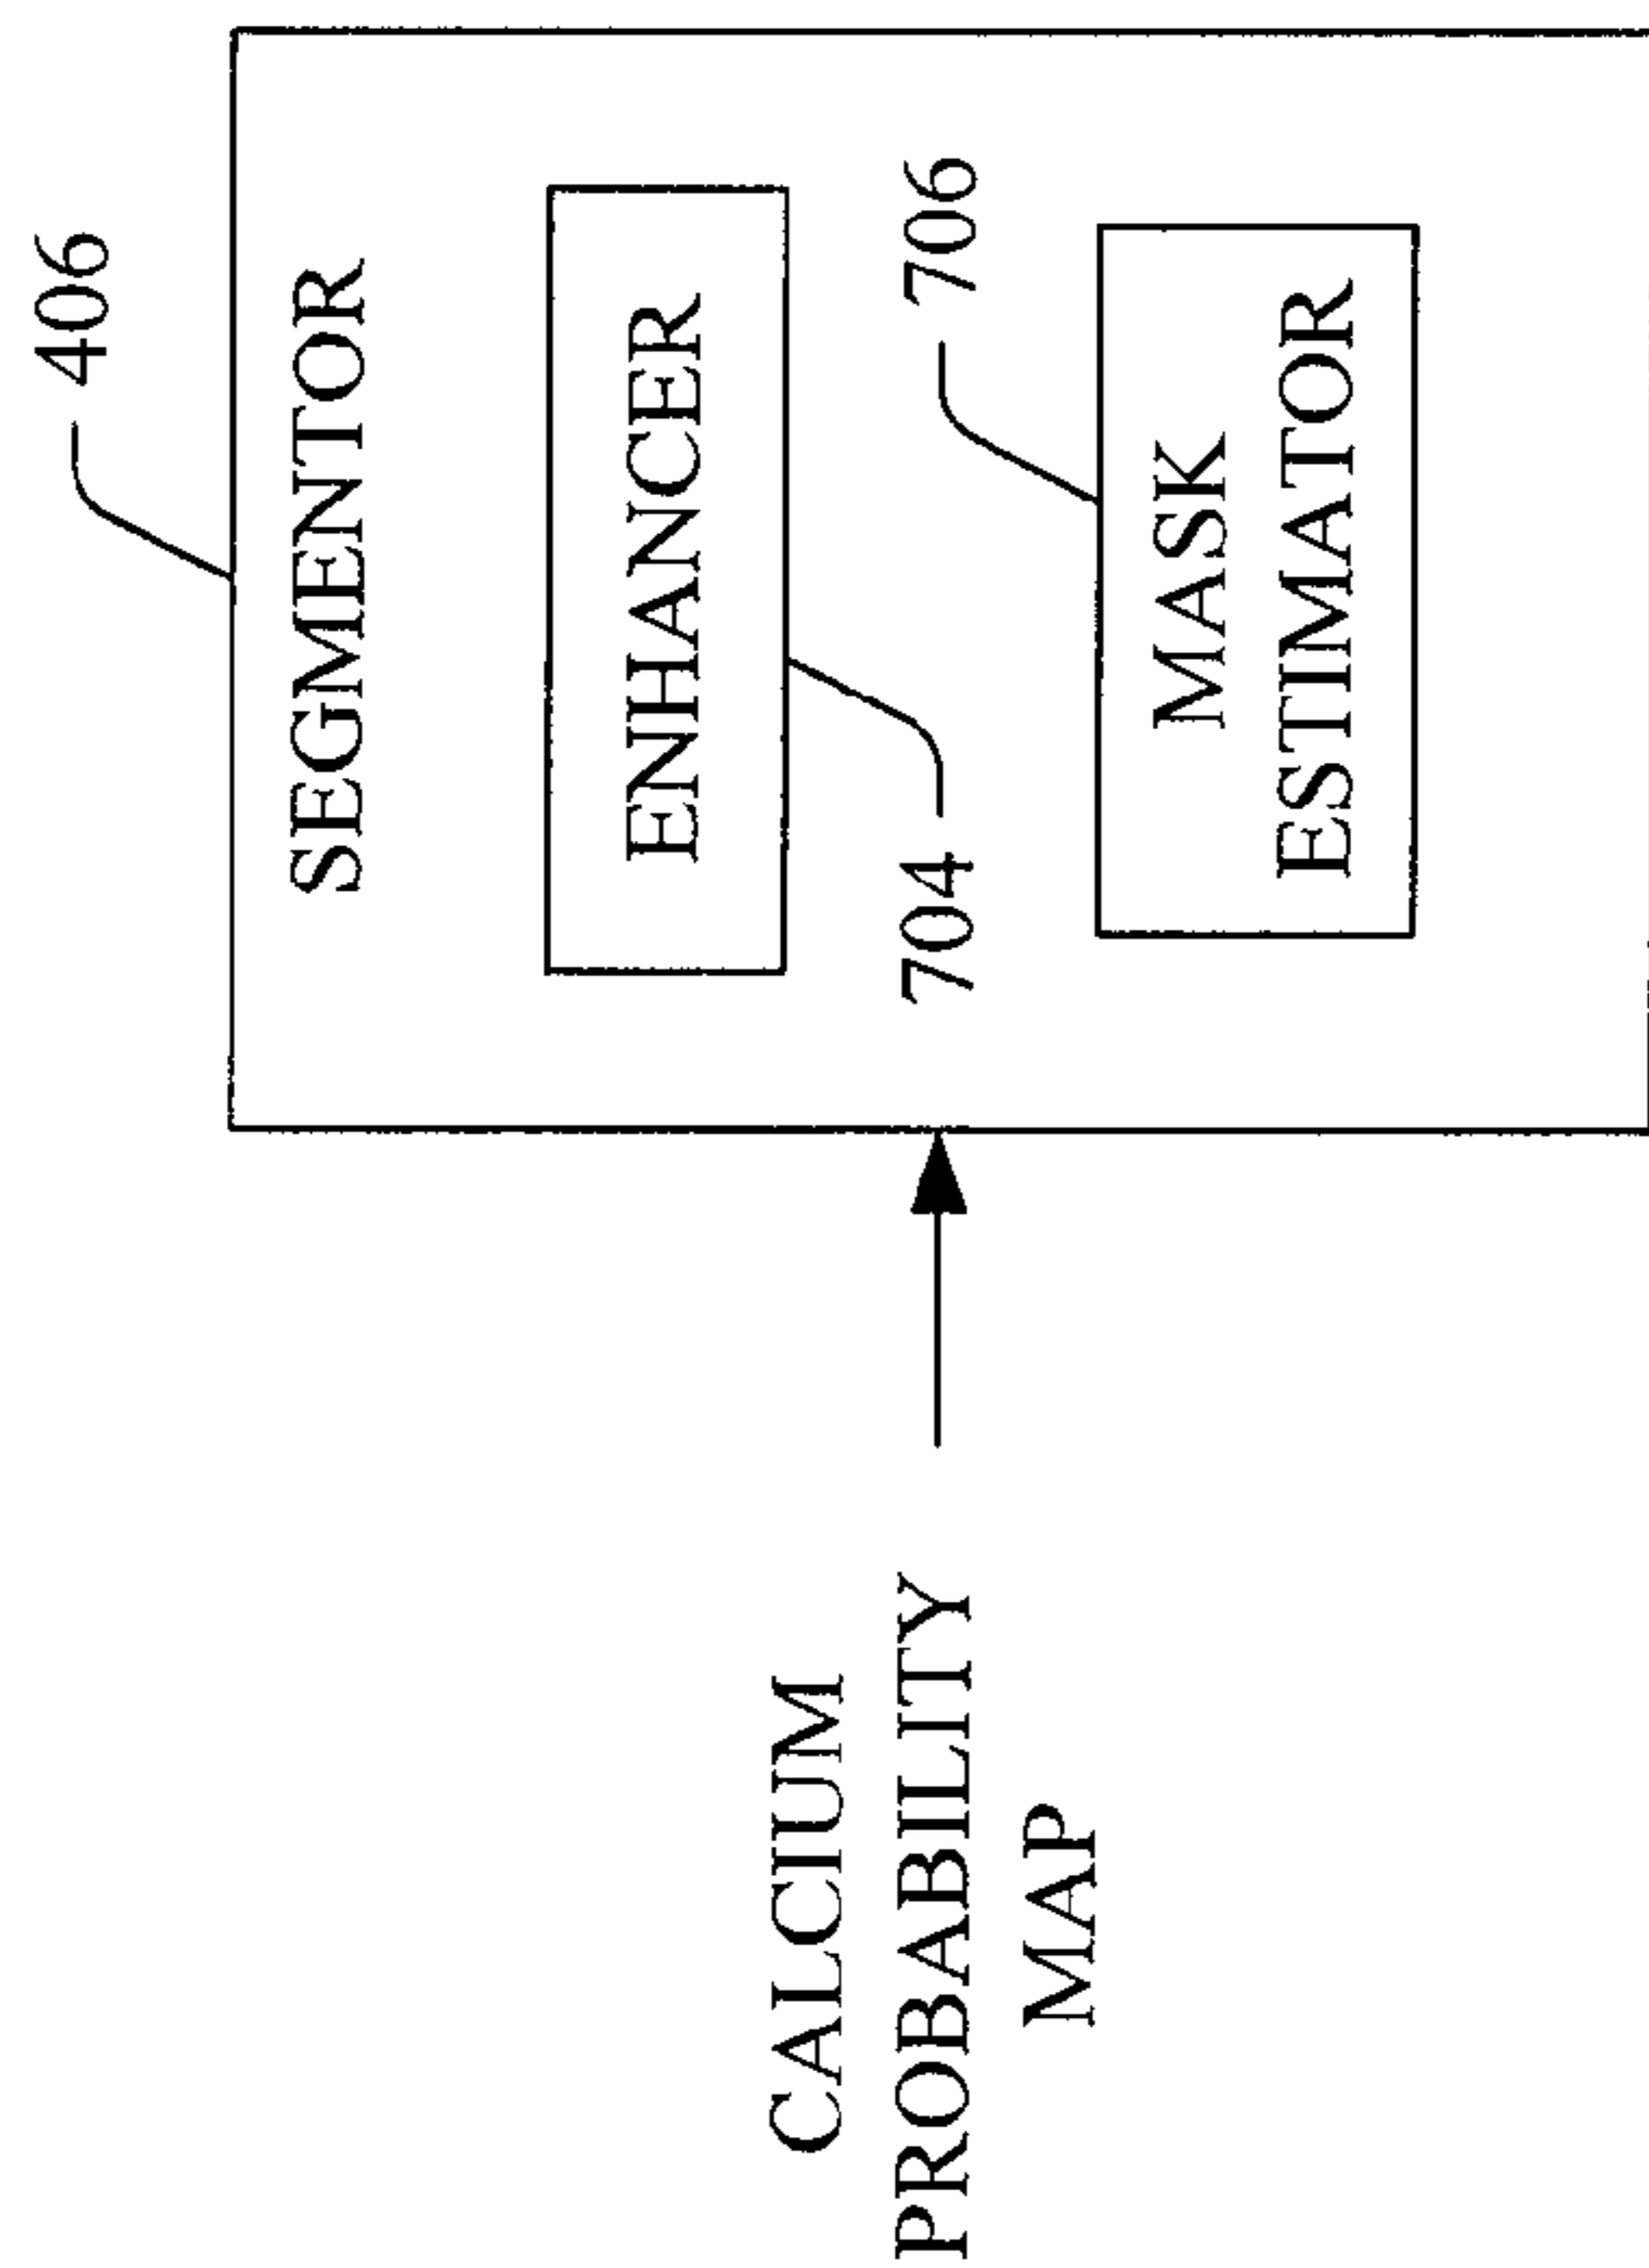 406
SEGMENTOR
ENHANCER
704
706
MASK
ESTIMATOR
CALCIUM
PROBABILITY
MAP